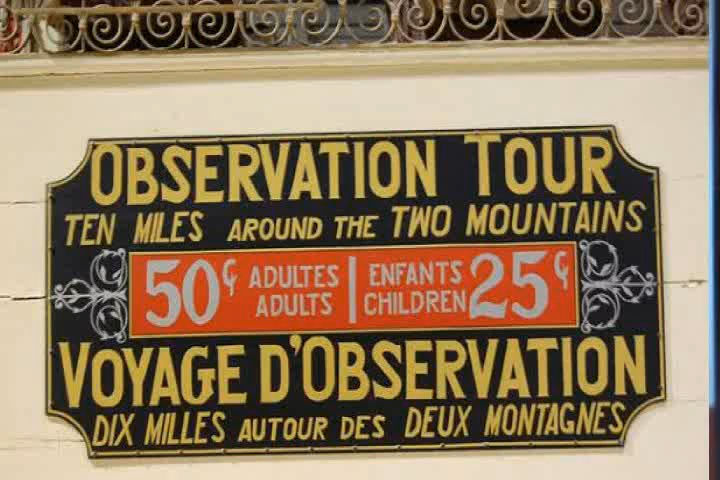 OBSERVATION TOUR
TEN MILES AROUND THE TWO MOUNTAINS
50¢ ADULTES ADULTS | ENFANTS CHILDREN 25¢
VOYAGE D'OBSERVATION
DIX MILLES AUTOUR DES DEUX MONTAGNES